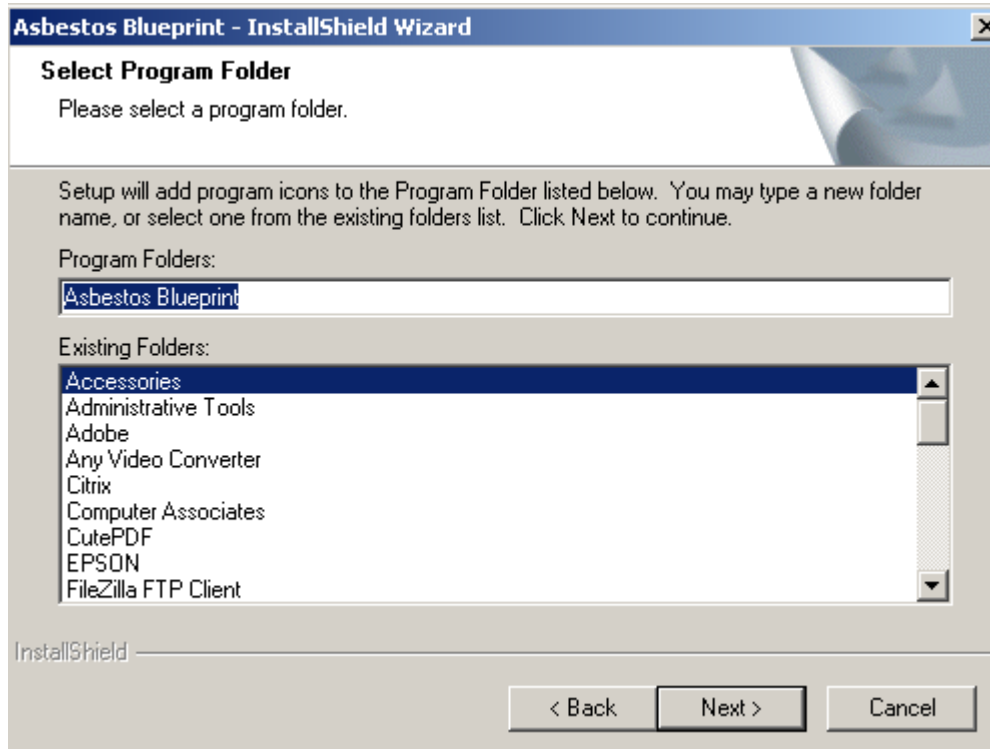 Asbestos Blueprint - InstallShield Wizard
Select Program Folder
Please select a program folder.
Setup will add program icons to the Program Folder listed below.  You may type a new folder
name, or select one from the existing folders list.  Click Next to continue.
Program Folders:
Asbestos Blueprint
Existing Folders:
Accessories
Administrative Tools
Adobe
Any Video Converter
Citrix
Computer Associates
CutePDF
EPSON
FileZilla FTP Client
InstallShield
< Back
Next >
Cancel